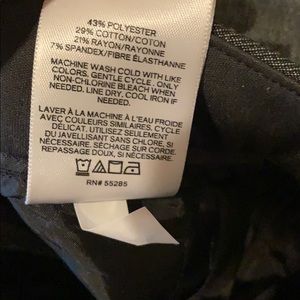 43% POLYESTER
29% COTTON/COTON
21% RAYON/RAYONNE
7% SPANDEX/FIBRE ÉLASTHANNE
MACHINE WASH COLD WITH LIKE
COLORS, GENTLE CYCLE. ONLY
NON-CLORINE BLEACH WHEN
NEEDED. LINE DRY. COOL IRON IF
NEEDED.
LAVER À LA MACHINE À L'EAU FROIDE
AVEC COULEURS SIMILAIRES. CYCLE
DÉLICAT. UTILISEZ SEULEMENT
DU JAVELLISANT SANS CHLORE, SI
NÉCESSAIRE. SÉCHAGE SUR CORDE.
REPASSAGE DOUX, SI NÉCESSAIRE.
RN# 55285